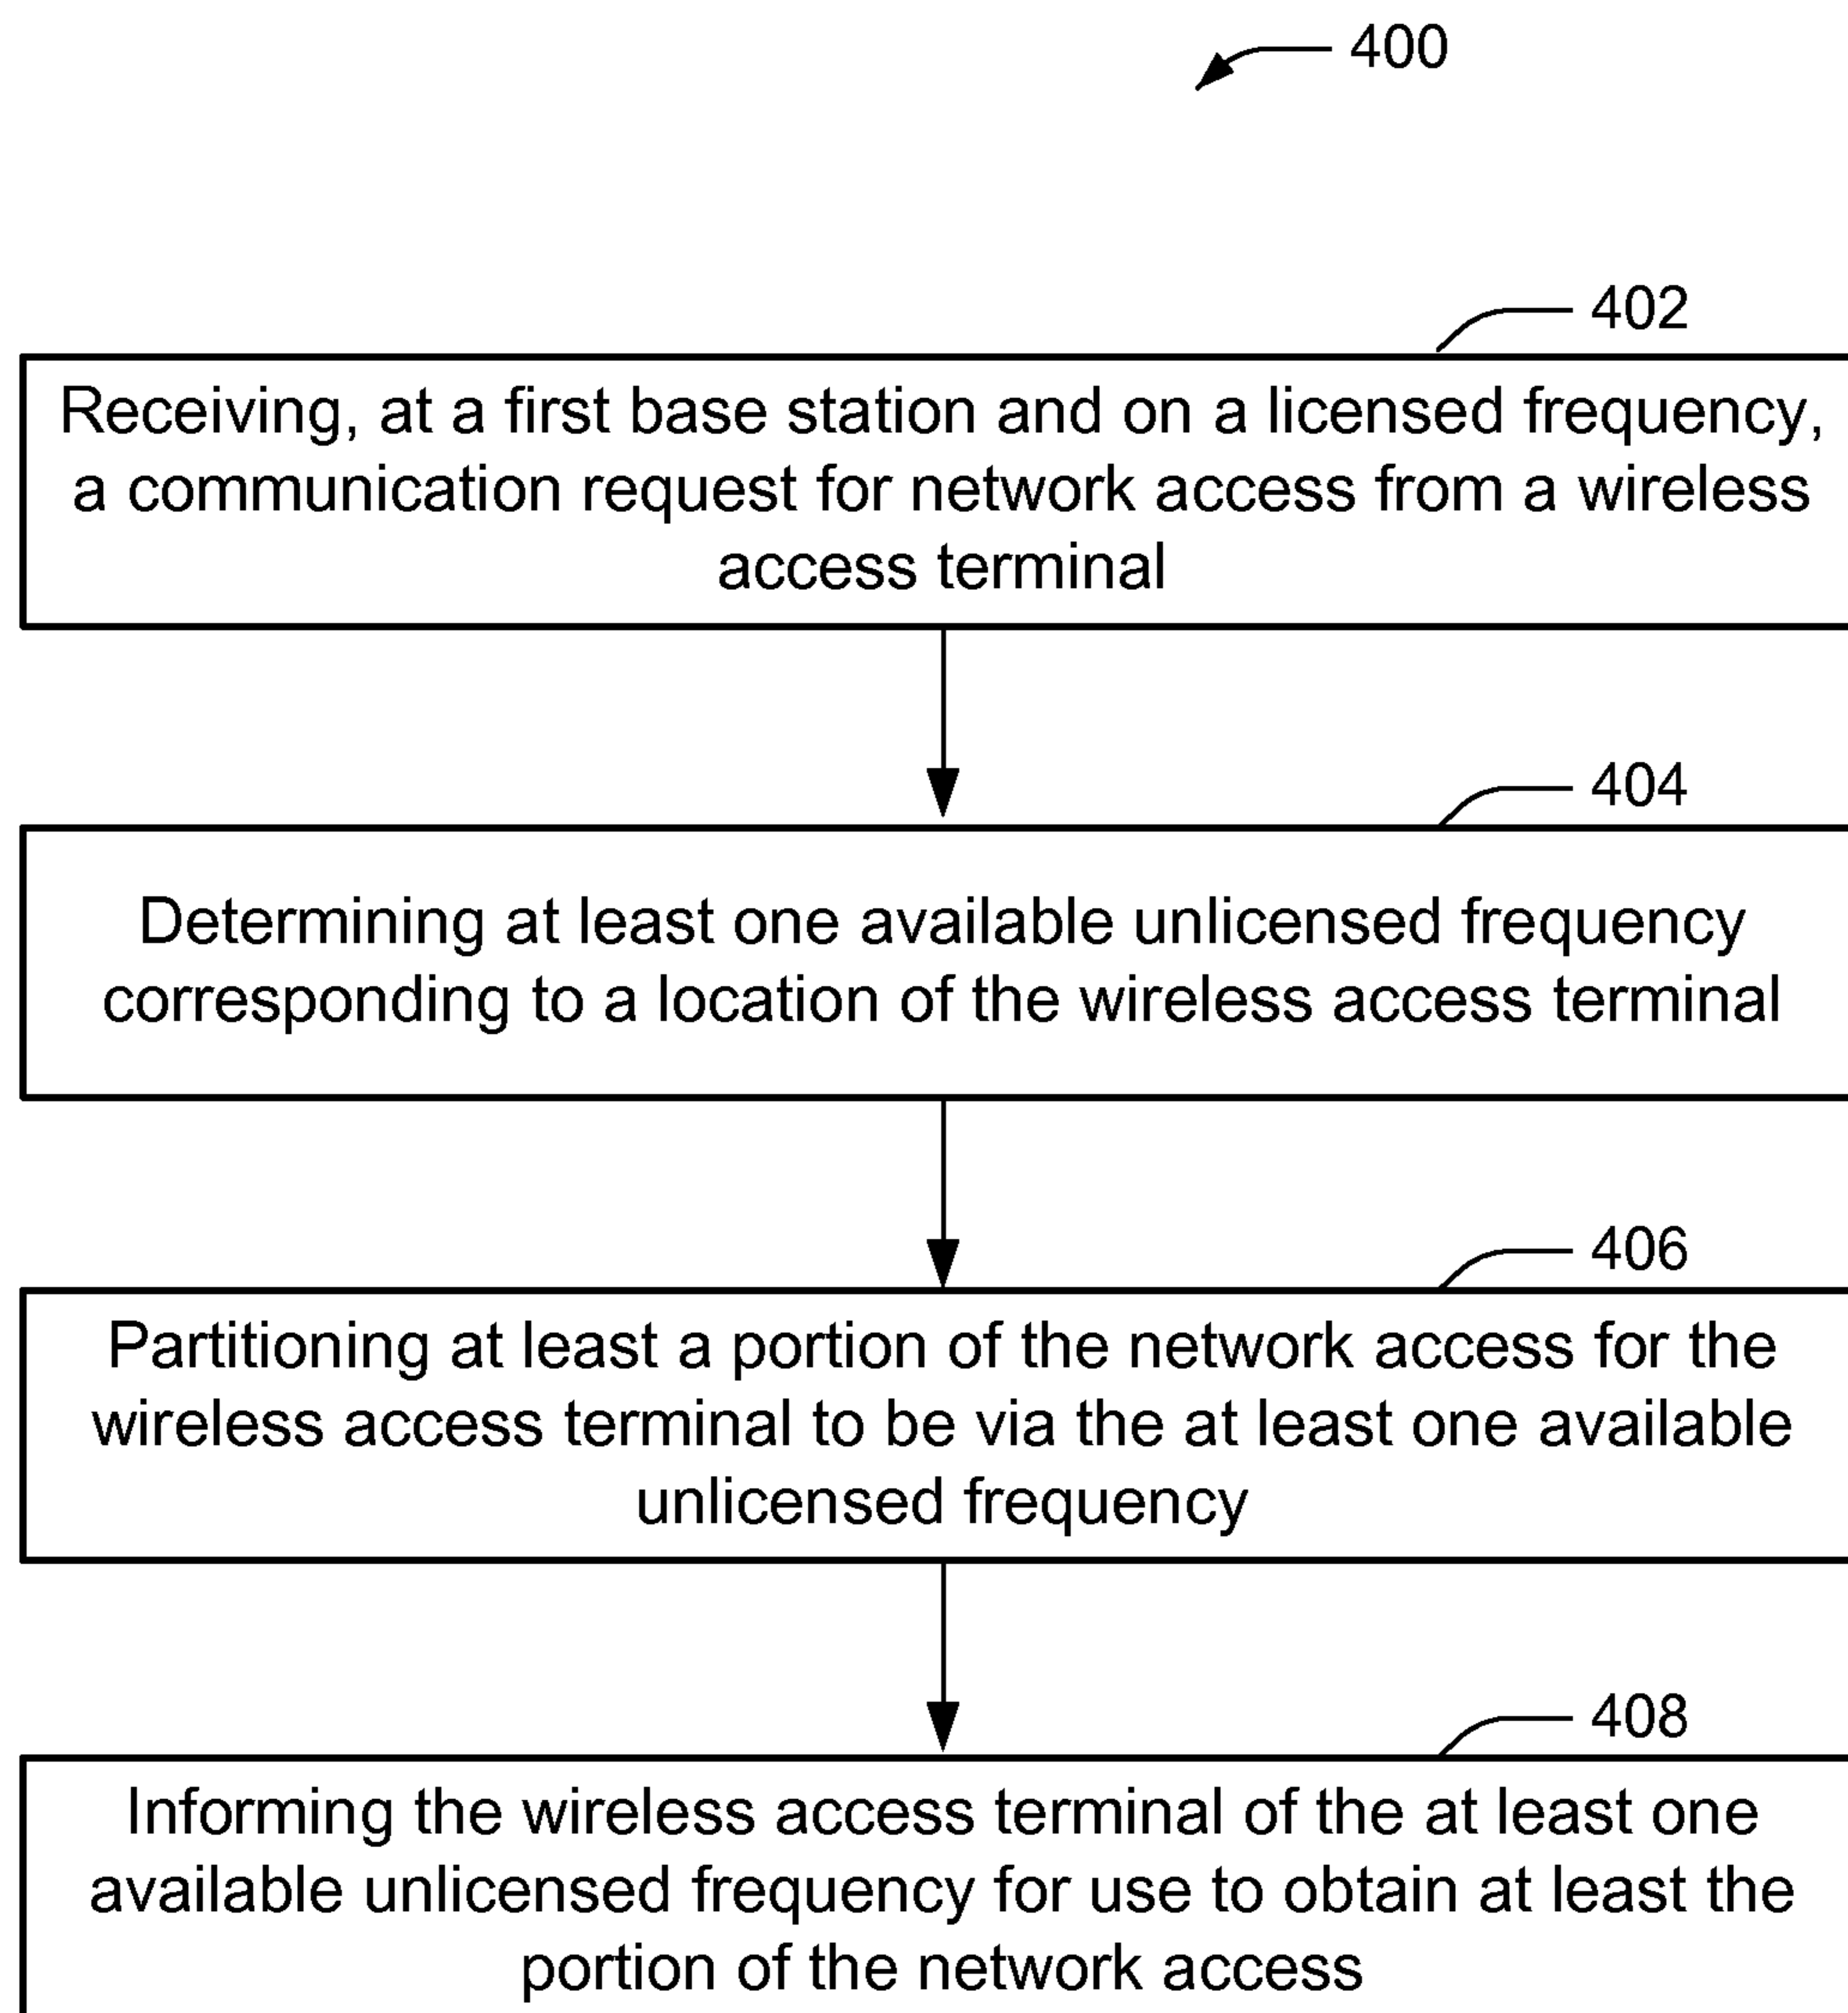 400
402
Receiving, at a first base station and on a licensed frequency,
a communication request for network access from a wireless
access terminal
404
Determining at least one available unlicensed frequency
corresponding to a location of the wireless access terminal
406
Partitioning at least a portion of the network access for the
wireless access terminal to be via the at least one available
unlicensed frequency
408
Informing the wireless access terminal of the at least one
available unlicensed frequency for use to obtain at least the
portion of the network access